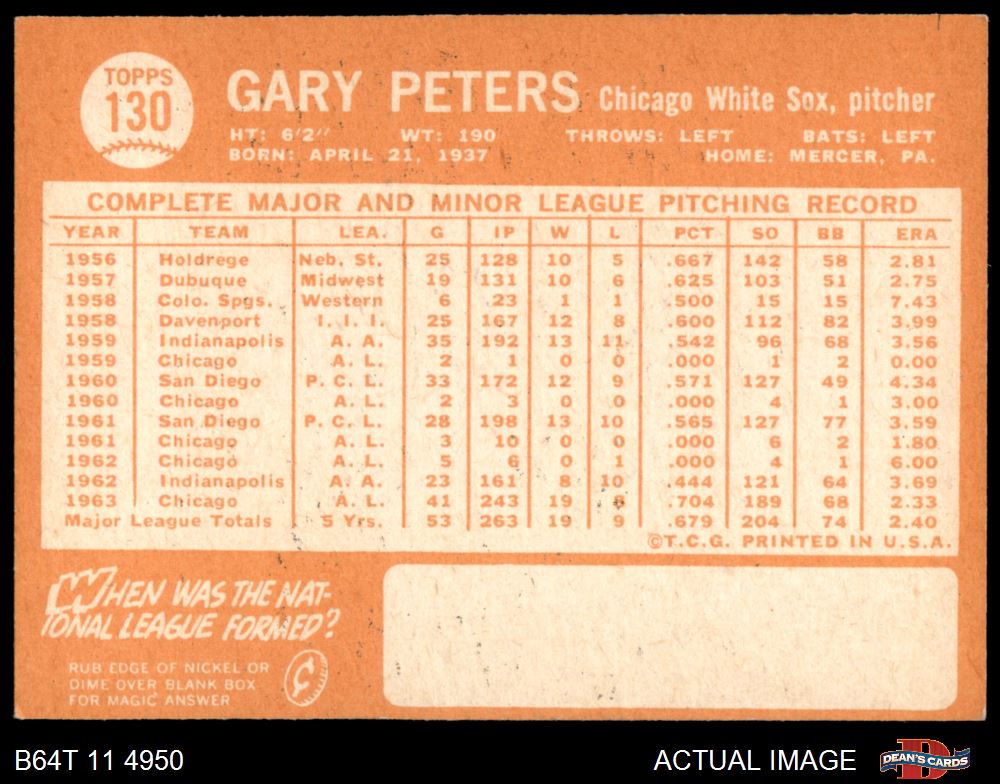 TOPPS
130
GARY PETERS Chicago White Sox, pitcher
HT: 6'2" WT: 190 THROWS: LEFT BATS: LEFT
BORN: APRIL 21, 1937 HOME: MERCER, PA.
COMPLETE MAJOR AND MINOR LEAGUE PITCHING RECORD
YEAR TEAM LEA. G IP W L PCT SO BB ERA
1956 Holdrege Neb. St. 25 128 10 5 .667 142 58 2.81
1957 Dubuque Midwest 19 131 10 6 .625 103 51 2.75
1958 Colo. Spgs. Western 6 23 1 1 .500 15 15 7.43
1958 Davenport I. I. I. 25 167 12 8 .600 112 82 3.99
1959 Indianapolis A. A. 35 192 13 11 .542 96 68 3.56
1959 Chicago A. L. 2 1 0 0 .000 1 2 0.00
1960 San Diego P. C. L. 33 172 12 9 .571 127 49 4.34
1960 Chicago A. L. 2 3 0 0 .000 4 1 3.00
1961 San Diego P. C. L. 28 198 13 10 .565 127 77 3.59
1961 Chicago A. L. 3 10 0 0 .000 6 2 1.80
1962 Chicago A. L. 5 6 0 1 .000 4 1 6.00
1962 Indianapolis A. A. 23 161 8 10 .444 121 64 3.69
1963 Chicago A. L. 41 243 19 8 .704 189 68 2.33
Major League Totals 5 Yrs. 53 263 19 9 .679 204 74 2.40
©T.C.G. PRINTED IN U.S.A.
WHEN WAS THE NAT-
IONAL LEAGUE FORMED?
RUB EDGE OF NICKEL OR
DIME OVER BLANK BOX
FOR MAGIC ANSWER
¢
B64T 11 4950 ACTUAL IMAGE DEAN'S CARDS